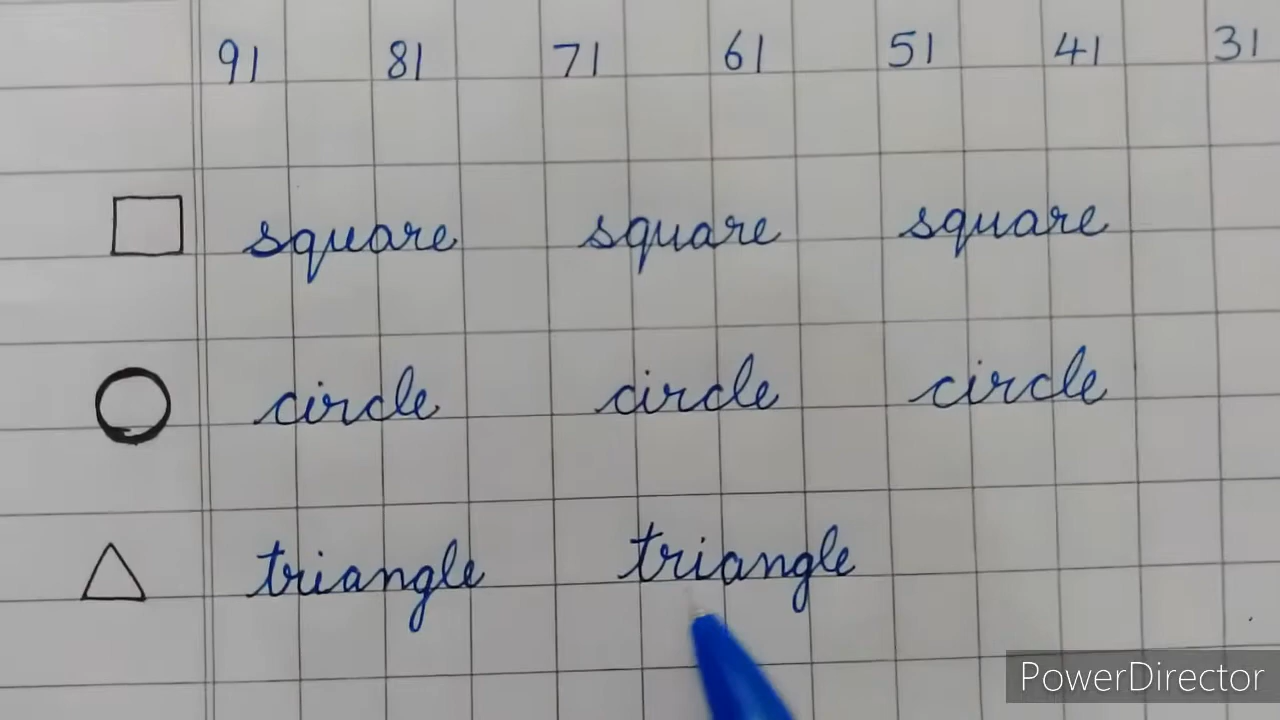 91 81 71 61 51 41 31
square square square
circle circle circle
triangle triangle
PowerDirector